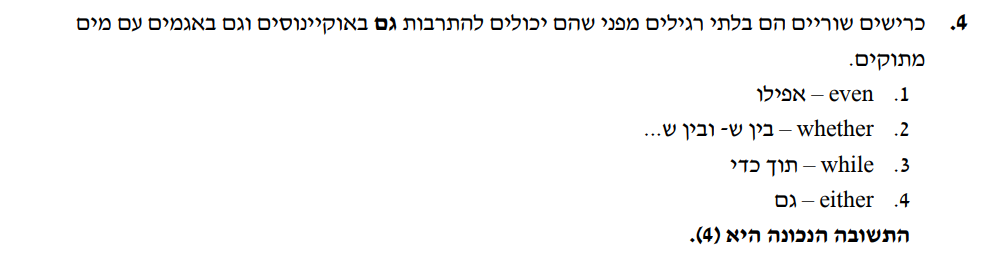 4. כרישים שוריים הם בלתי רגילים מפני שהם יכולים להתרבות גם באוקיינוסים וגם באגמים עם מים
מתוקים.
1. even – אפילו
2. whether – בין ש- ובין ש...
3. while – תוך כדי
4. either – גם
התשובה הנכונה היא (4).